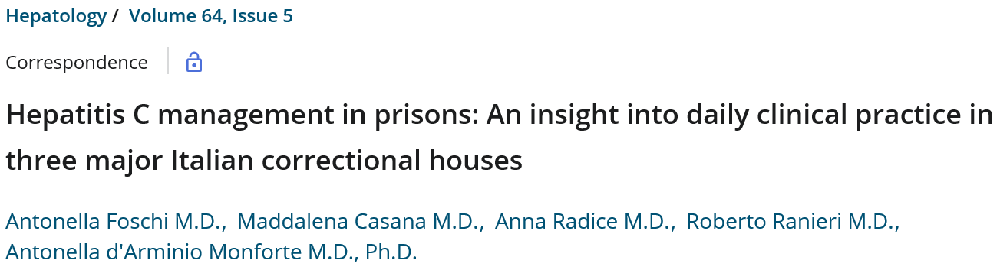 Hepatology / Volume 64, Issue 5
Correspondence
Hepatitis C management in prisons: An insight into daily clinical practice in
three major Italian correctional houses
Antonella Foschi M.D., Maddalena Casana M.D., Anna Radice M.D., Roberto Ranieri M.D.,
Antonella d'Arminio Monforte M.D., Ph.D.